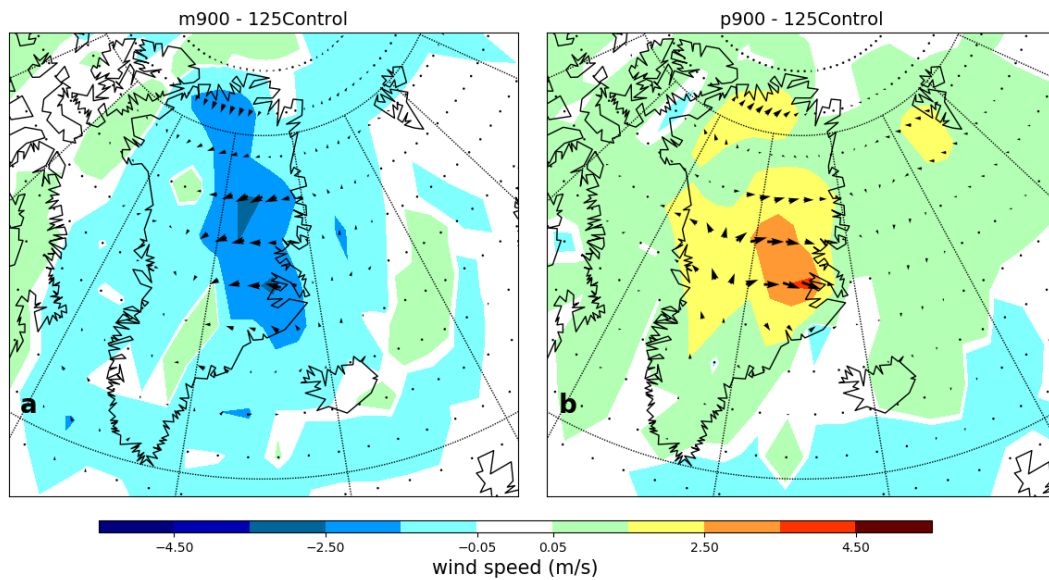 m900 - 125Control
p900 - 125Control
a
b
−4.50
−2.50
−0.05
0.05
2.50
4.50
wind speed (m/s)